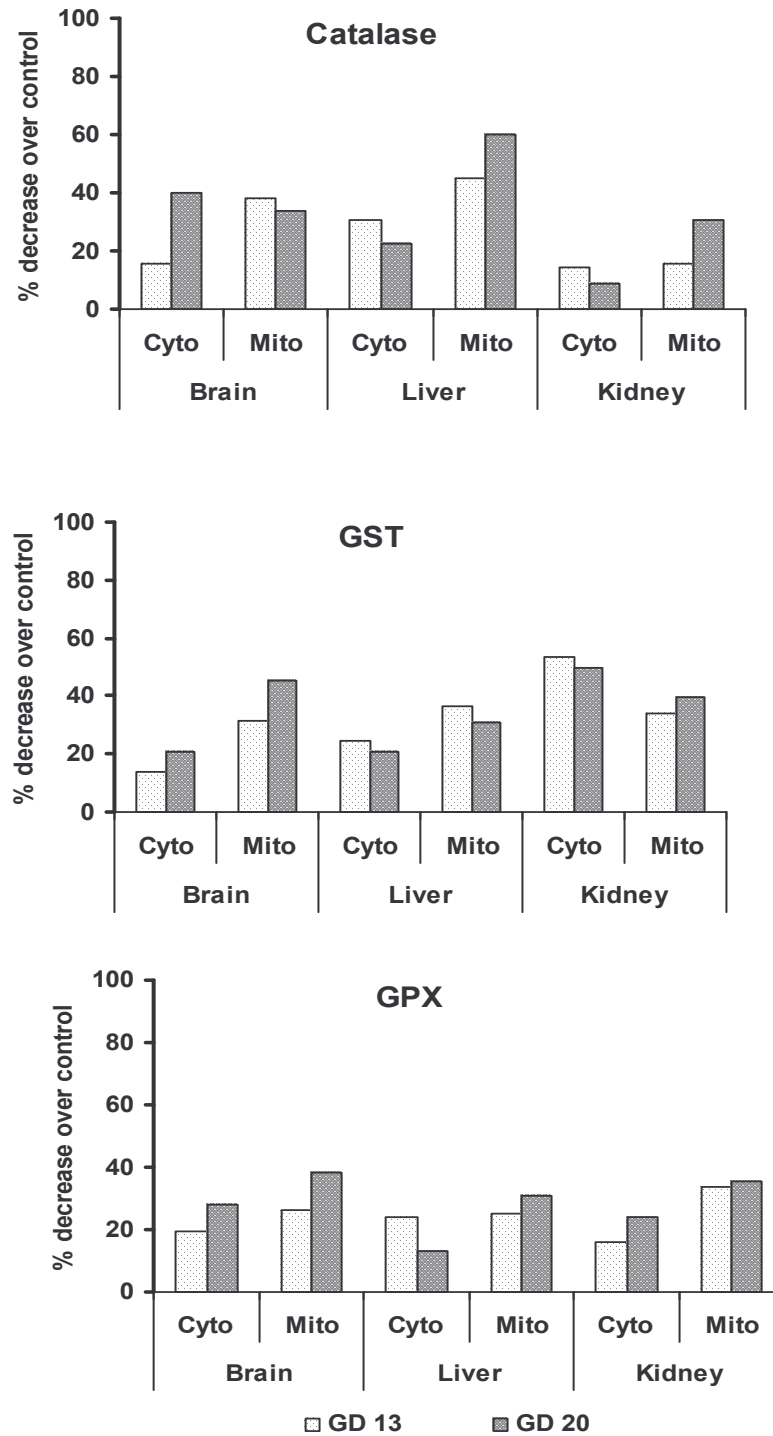 Catalase
% decrease over control
100
80
60
40
20
0
Cyto Mito Cyto Mito Cyto Mito
Brain Liver Kidney
GST
% decrease over control
100
80
60
40
20
0
Cyto Mito Cyto Mito Cyto Mito
Brain Liver Kidney
GPX
% decrease over control
100
80
60
40
20
0
Cyto Mito Cyto Mito Cyto Mito
Brain Liver Kidney
GD 13 GD 20